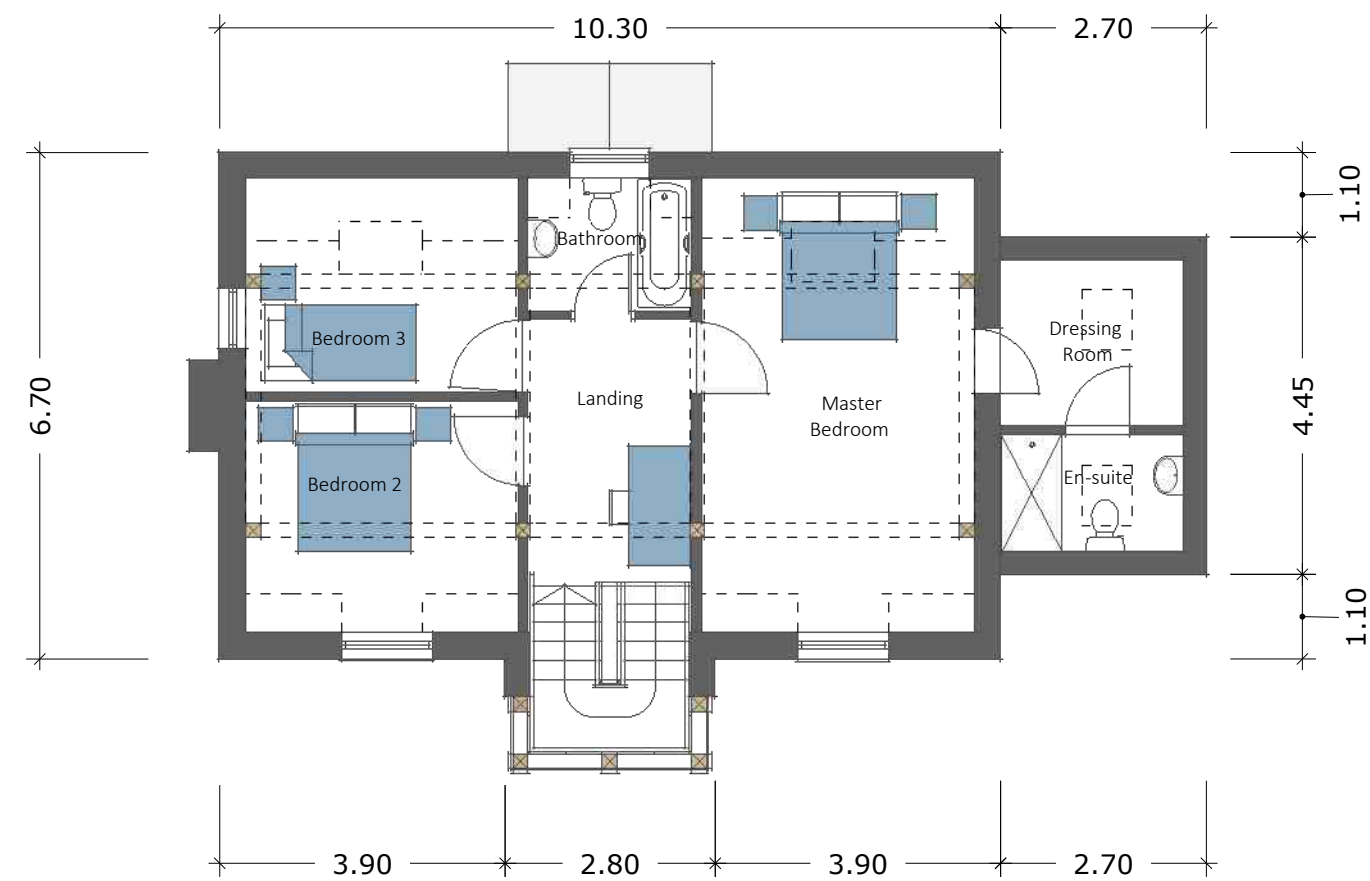 10.30
2.70
1.10
Bathroom
Bedroom 3
Dressing
Room
6.70
Landing
Master
Bedroom
4.45
Bedroom 2
En-suite
1.10
3.90
2.80
3.90
2.70